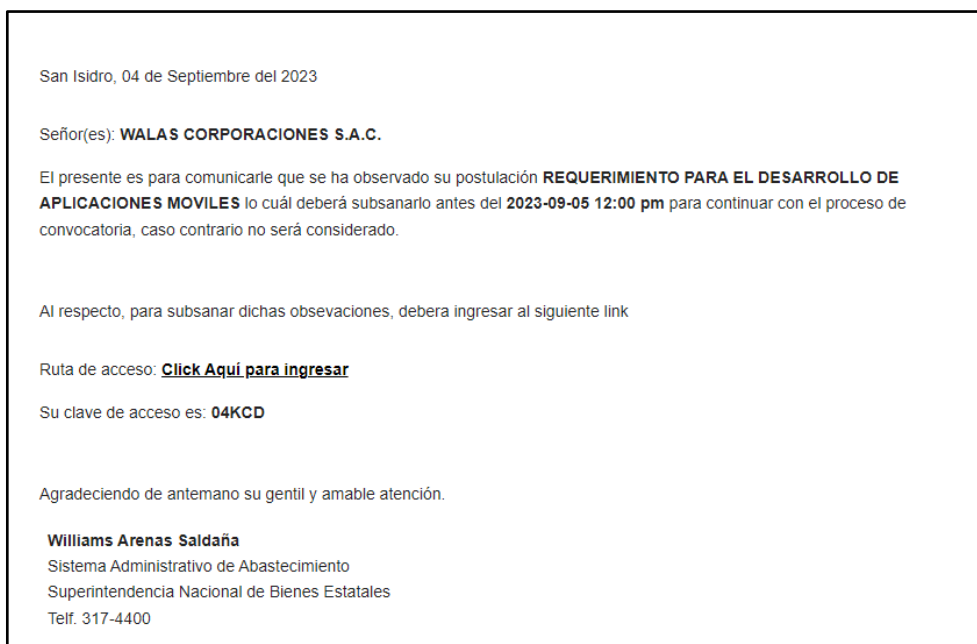 San Isidro, 04 de Septiembre del 2023
Señor(es): WALAS CORPORACIONES S.A.C.
El presente es para comunicarle que se ha observado su postulación REQUERIMIENTO PARA EL DESARROLLO DE
APLICACIONES MOVILES lo cuál deberá subsanarlo antes del 2023-09-05 12:00 pm para continuar con el proceso de
convocatoria, caso contrario no será considerado.
Al respecto, para subsanar dichas obsevaciones, debera ingresar al siguiente link
Ruta de acceso: Click Aquí para ingresar
Su clave de acceso es: 04KCD
Agradeciendo de antemano su gentil y amable atención.
Williams Arenas Saldaña
Sistema Administrativo de Abastecimiento
Superintendencia Nacional de Bienes Estatales
Telf. 317-4400